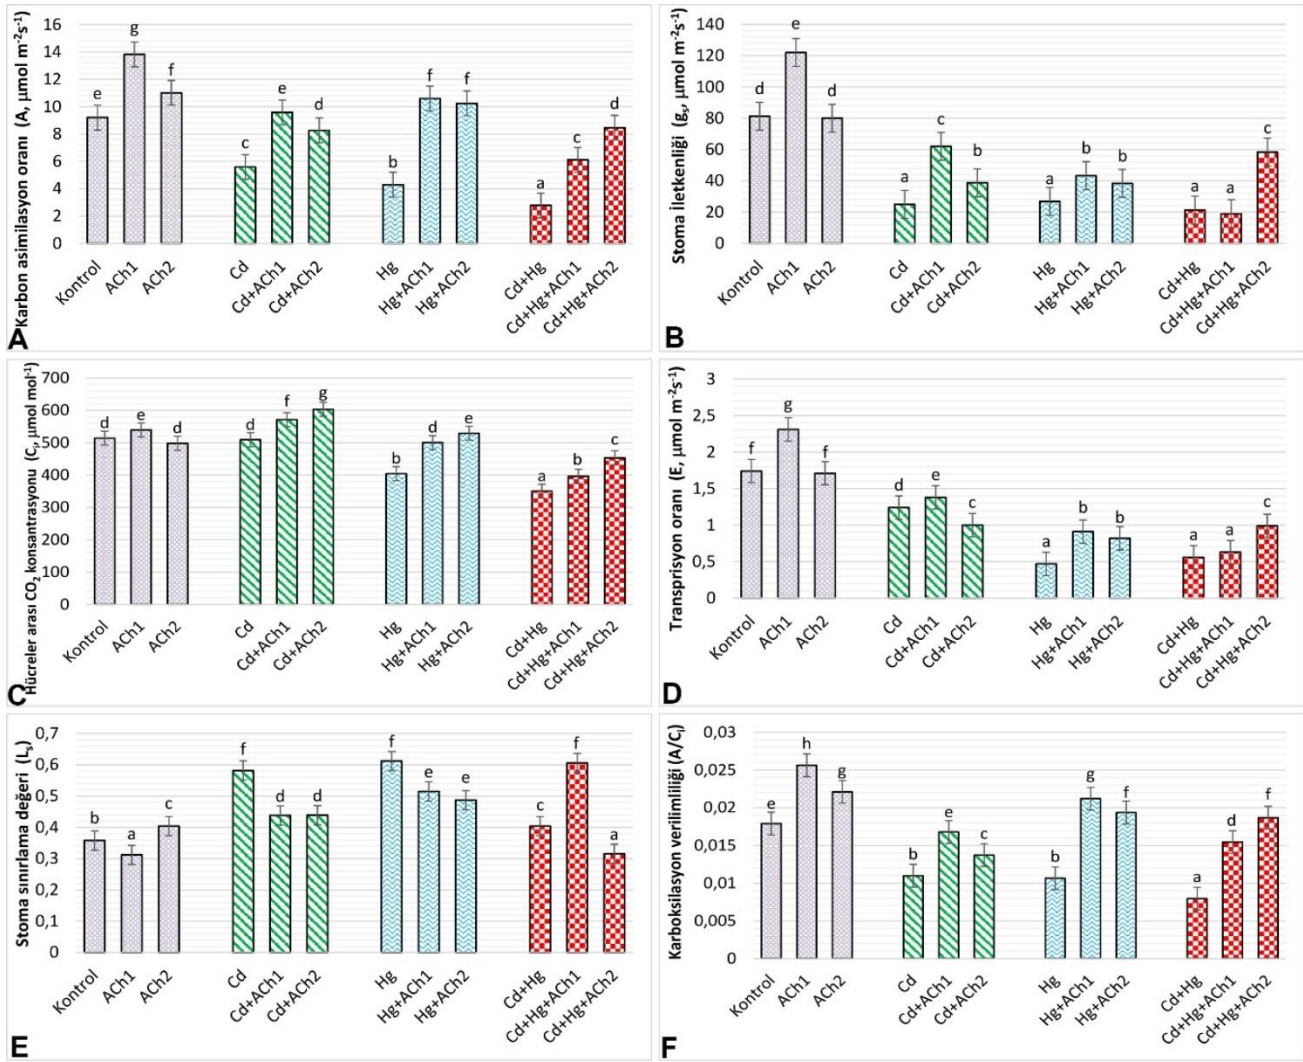 Karbon asimilasyon oranı (A, µmol m⁻²s⁻¹)
16
14
12
10
8
6
4
2
0
e
g
f
c
e
d
b
f
f
a
c
d
Kontrol
ACh1
ACh2
Cd
Cd+ACh1
Cd+ACh2
Hg
Hg+ACh1
Hg+ACh2
Cd+Hg
Cd+Hg+ACh1
Cd+Hg+ACh2
A
Stoma iletkenliği (gₛ, µmol m⁻²s⁻¹)
140
120
100
80
60
40
20
0
d
e
d
a
c
b
a
b
b
a
a
c
Kontrol
ACh1
ACh2
Cd
Cd+ACh1
Cd+ACh2
Hg
Hg+ACh1
Hg+ACh2
Cd+Hg
Cd+Hg+ACh1
Cd+Hg+ACh2
B
Hücreler arası CO₂ konsantrasyonu (Cᵢ, µmol mol⁻¹)
700
600
500
400
300
200
100
0
d
e
d
d
f
g
b
d
e
a
b
c
Kontrol
ACh1
ACh2
Cd
Cd+ACh1
Cd+ACh2
Hg
Hg+ACh1
Hg+ACh2
Cd+Hg
Cd+Hg+ACh1
Cd+Hg+ACh2
C
Transprisyon oranı (E, µmol m⁻²s⁻¹)
3
2,5
2
1,5
1
0,5
0
f
g
f
d
e
c
a
b
b
a
a
c
Kontrol
ACh1
ACh2
Cd
Cd+ACh1
Cd+ACh2
Hg
Hg+ACh1
Hg+ACh2
Cd+Hg
Cd+Hg+ACh1
Cd+Hg+ACh2
D
Stoma sınırlama değeri (Lₛ)
0,7
0,6
0,5
0,4
0,3
0,2
0,1
0
b
a
c
f
d
d
f
e
e
c
f
a
Kontrol
ACh1
ACh2
Cd
Cd+ACh1
Cd+ACh2
Hg
Hg+ACh1
Hg+ACh2
Cd+Hg
Cd+Hg+ACh1
Cd+Hg+ACh2
E
Karboksilasyon verilimliliği (A/Cᵢ)
0,03
0,025
0,02
0,015
0,01
0,005
0
e
h
g
b
e
c
b
g
f
a
d
f
Kontrol
ACh1
ACh2
Cd
Cd+ACh1
Cd+ACh2
Hg
Hg+ACh1
Hg+ACh2
Cd+Hg
Cd+Hg+ACh1
Cd+Hg+ACh2
F